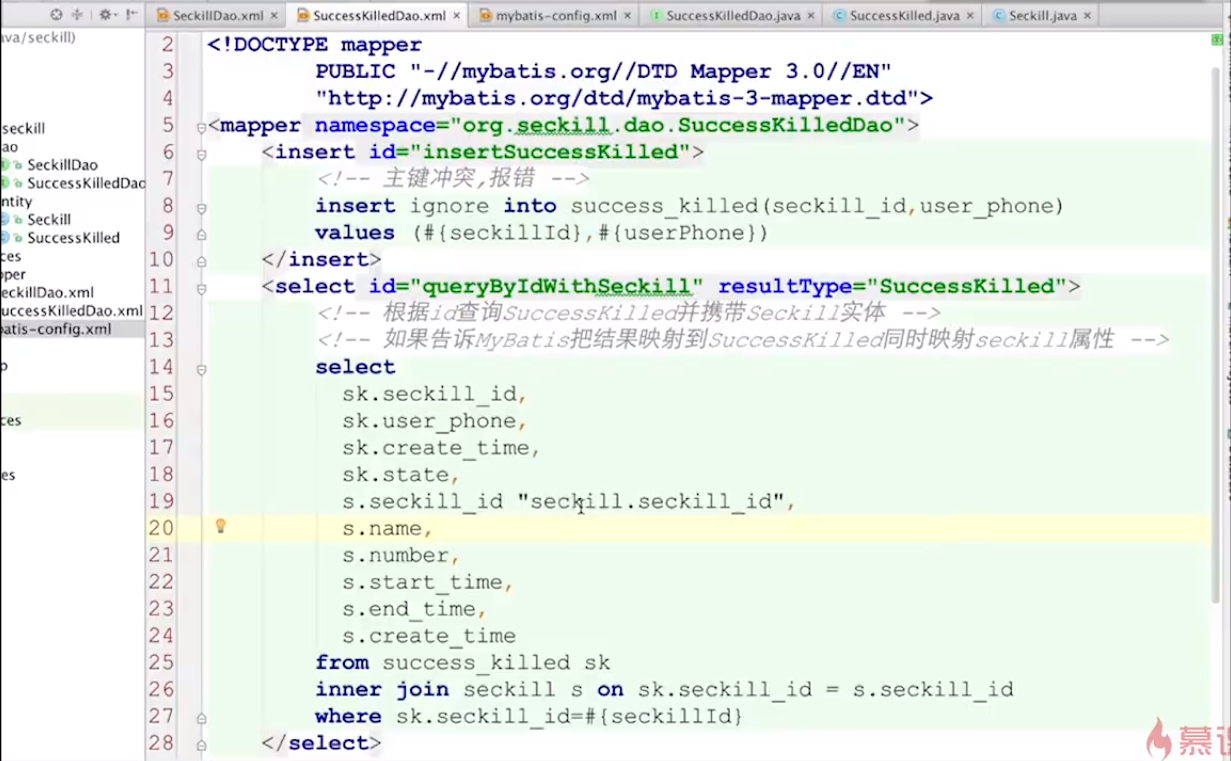 SeckillDao.xml × SuccessKilledDao.xml × mybatis-config.xml × SuccessKilledDao.java × SuccessKilled.java × Seckill.java ×
ava/seckill)
seckill
ao
SeckillDao
SuccessKilledDao
ntity
Seckill
SuccessKilled
ces
pper
eckillDao.xml
uccessKilledDao.xml
batis-config.xml
ces
es
2 <!DOCTYPE mapper
3 PUBLIC "-//mybatis.org//DTD Mapper 3.0//EN"
4 "http://mybatis.org/dtd/mybatis-3-mapper.dtd">
5 <mapper namespace="org.seckill.dao.SuccessKilledDao">
6 <insert id="insertSuccessKilled">
7 <!-- 主键冲突,报错 -->
8 insert ignore into success_killed(seckill_id,user_phone)
9 values (#{seckillId},#{userPhone})
10 </insert>
11 <select id="queryByIdWithSeckill" resultType="SuccessKilled">
12 <!-- 根据id查询SuccessKilled并携带Seckill实体 -->
13 <!-- 如果告诉MyBatis把结果映射到SuccessKilled同时映射seckill属性 -->
14 select
15 sk.seckill_id,
16 sk.user_phone,
17 sk.create_time,
18 sk.state,
19 s.seckill_id "seckill.seckill_id",
20 s.name,
21 s.number,
22 s.start_time,
23 s.end_time,
24 s.create_time
25 from success_killed sk
26 inner join seckill s on sk.seckill_id = s.seckill_id
27 where sk.seckill_id=#{seckillId}
28 </select>
慕